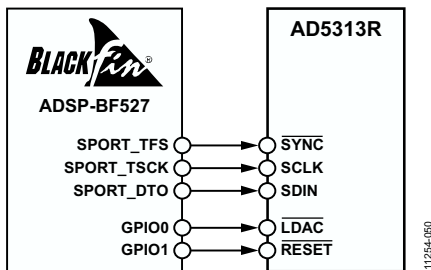 BLACKfin
ADSP-BF527
SPORT_TFS
SPORT_TSCK
SPORT_DTO
GPIO0
GPIO1
AD5313R
SYNC
SCLK
SDIN
LDAC
RESET
11254-050